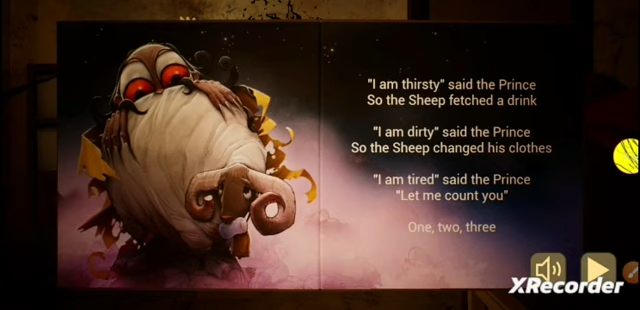 "I am thirsty" said the Prince
So the Sheep fetched a drink
"I am dirty" said the Prince
So the Sheep changed his clothes
"I am tired" said the Prince
"Let me count you"
One, two, three
XRecorder